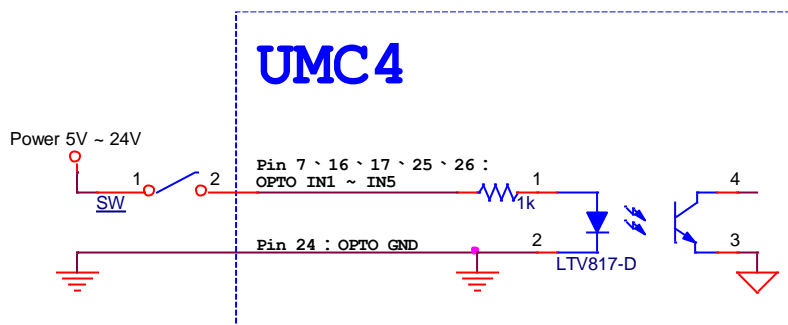 UMC4
Power 5V ~ 24V
Pin 7、16、17、25、26：
OPTO IN1 ~ IN5
1
2
SW
1
1k
4
Pin 24：OPTO GND
2
3
LTV817-D